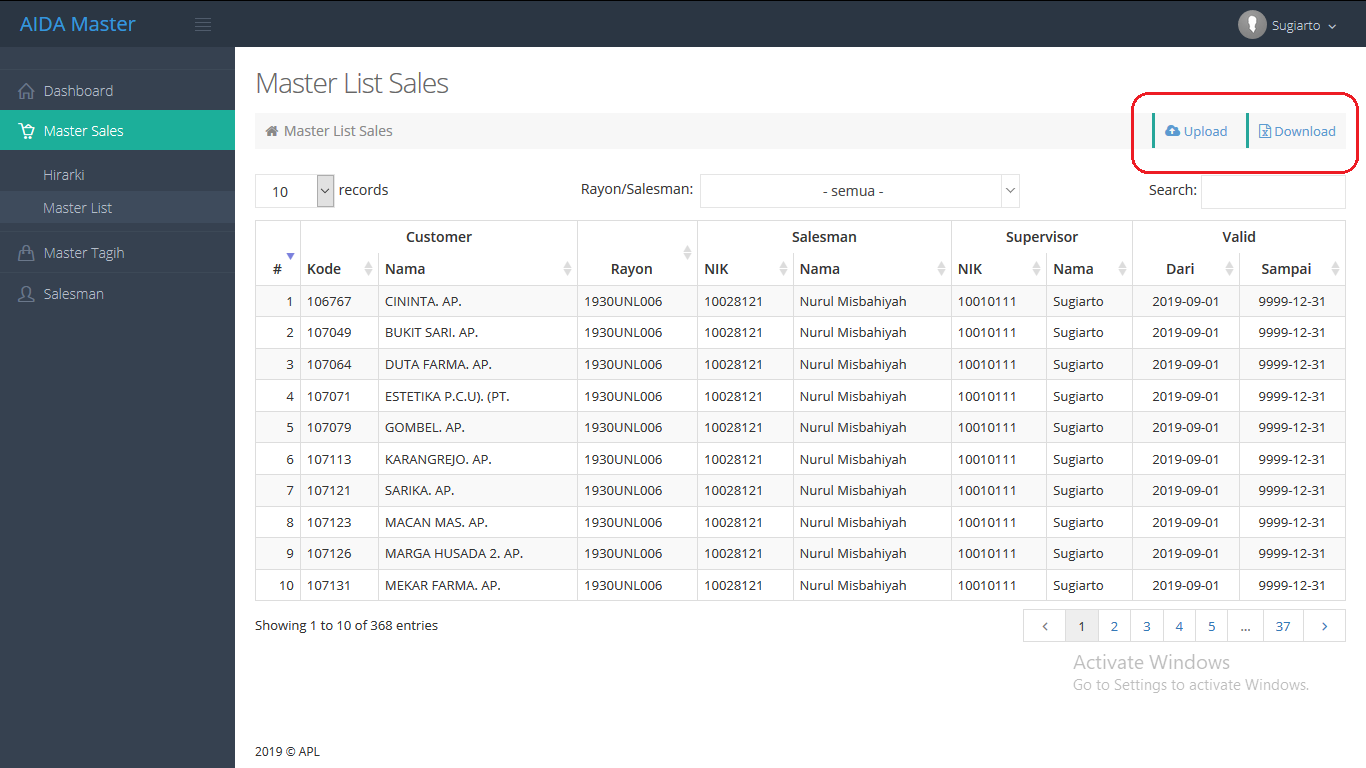 AIDA Master
Sugiarto
Dashboard
Master Sales
Hirarki
Master List
Master Tagih
Salesman
Master List Sales
Master List Sales
Upload Download
10 records Rayon/Salesman: - semua - Search:
Customer Salesman Supervisor Valid
# Kode Nama Rayon NIK Nama NIK Nama Dari Sampai
1 106767 CININTA. AP. 1930UNL006 10028121 Nurul Misbahiyah 10010111 Sugiarto 2019-09-01 9999-12-31
2 107049 BUKIT SARI. AP. 1930UNL006 10028121 Nurul Misbahiyah 10010111 Sugiarto 2019-09-01 9999-12-31
3 107064 DUTA FARMA. AP. 1930UNL006 10028121 Nurul Misbahiyah 10010111 Sugiarto 2019-09-01 9999-12-31
4 107071 ESTETIKA P.C.U). (PT. 1930UNL006 10028121 Nurul Misbahiyah 10010111 Sugiarto 2019-09-01 9999-12-31
5 107079 GOMBEL. AP. 1930UNL006 10028121 Nurul Misbahiyah 10010111 Sugiarto 2019-09-01 9999-12-31
6 107113 KARANGREJO. AP. 1930UNL006 10028121 Nurul Misbahiyah 10010111 Sugiarto 2019-09-01 9999-12-31
7 107121 SARIKA. AP. 1930UNL006 10028121 Nurul Misbahiyah 10010111 Sugiarto 2019-09-01 9999-12-31
8 107123 MACAN MAS. AP. 1930UNL006 10028121 Nurul Misbahiyah 10010111 Sugiarto 2019-09-01 9999-12-31
9 107126 MARGA HUSADA 2. AP. 1930UNL006 10028121 Nurul Misbahiyah 10010111 Sugiarto 2019-09-01 9999-12-31
10 107131 MEKAR FARMA. AP. 1930UNL006 10028121 Nurul Misbahiyah 10010111 Sugiarto 2019-09-01 9999-12-31
Showing 1 to 10 of 368 entries
< 1 2 3 4 5 ... 37 >
Activate Windows
Go to Settings to activate Windows.
2019 © APL